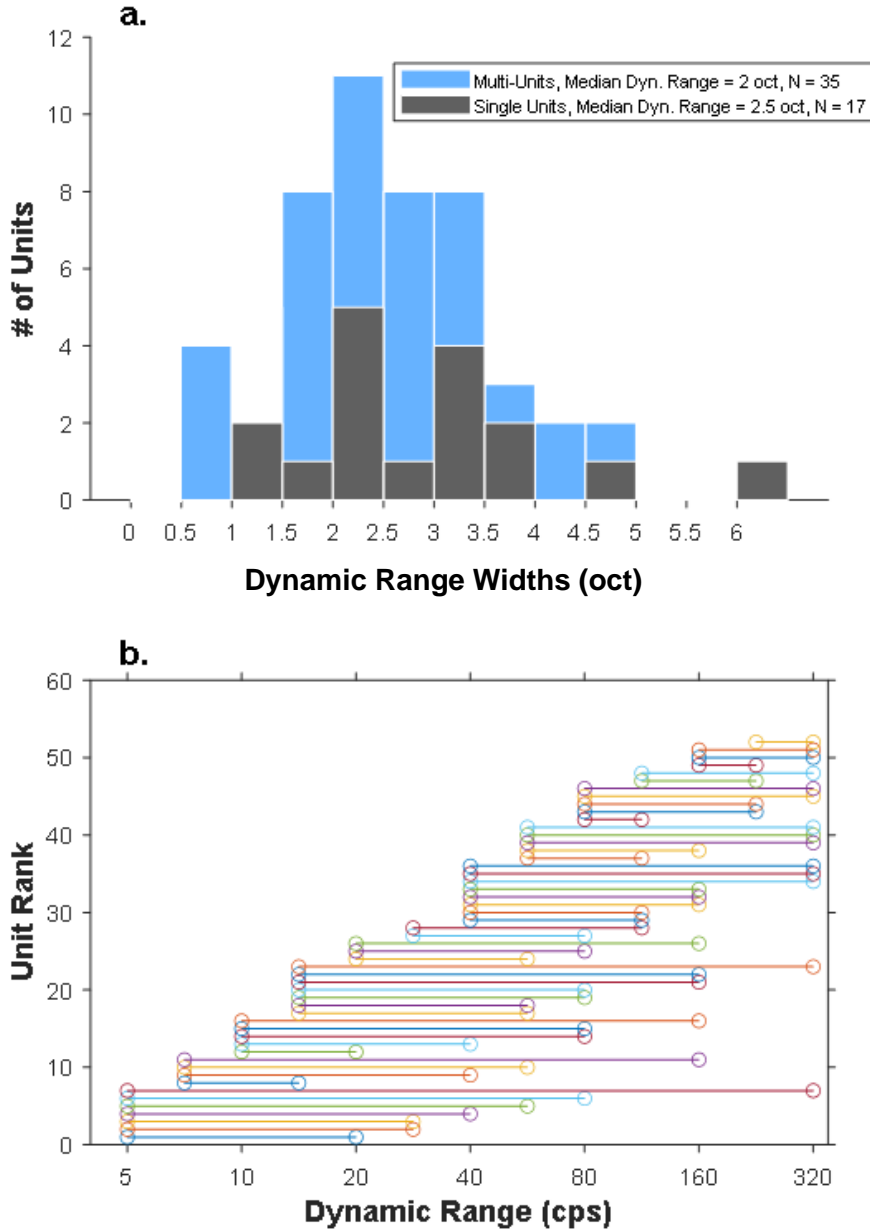 a.
12
10
8
6
4
2
0
# of Units
Multi-Units, Median Dyn. Range = 2 oct, N = 35
Single Units, Median Dyn. Range = 2.5 oct, N = 17
0 0.5 1 1.5 2 2.5 3 3.5 4 4.5 5 5.5 6
Dynamic Range Widths (oct)
b.
60
50
40
30
20
10
0
Unit Rank
5 10 20 40 80 160 320
Dynamic Range (cps)